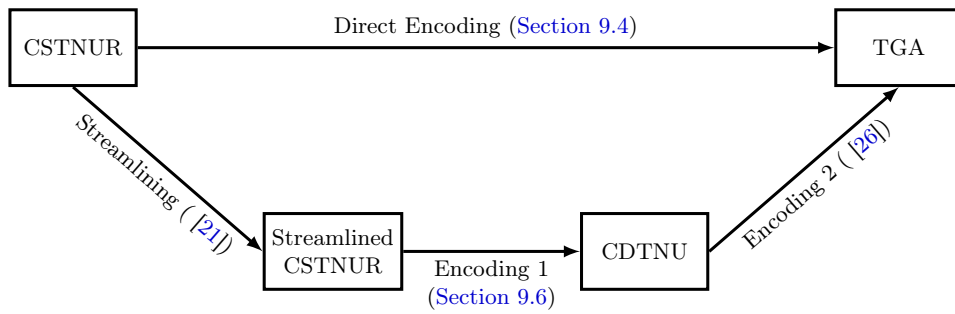 Direct Encoding (Section 9.4)
CSTNUR
TGA
Streamlining ( [21])
Encoding 2 ( [26])
Streamlined
CSTNUR
CDTNU
Encoding 1
(Section 9.6)